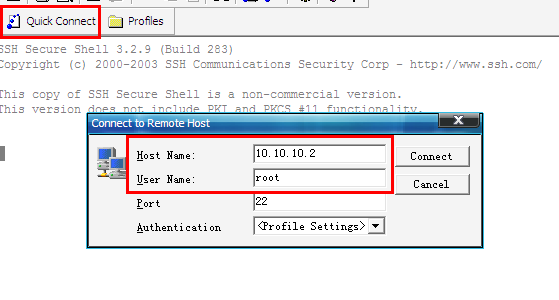 Quick Connect
Profiles
SSH Secure Shell 3.2.9 (Build 283)
Copyright (c) 2000-2003 SSH Communications Security Corp - http://www.ssh.com/
This copy of SSH Secure Shell is a non-commercial version.
This version does not include PKI and PKCS #11 functionality.
Connect to Remote Host
Host Name: 10.10.10.2 Connect
User Name: root Cancel
Port 22
Authentication <Profile Settings>